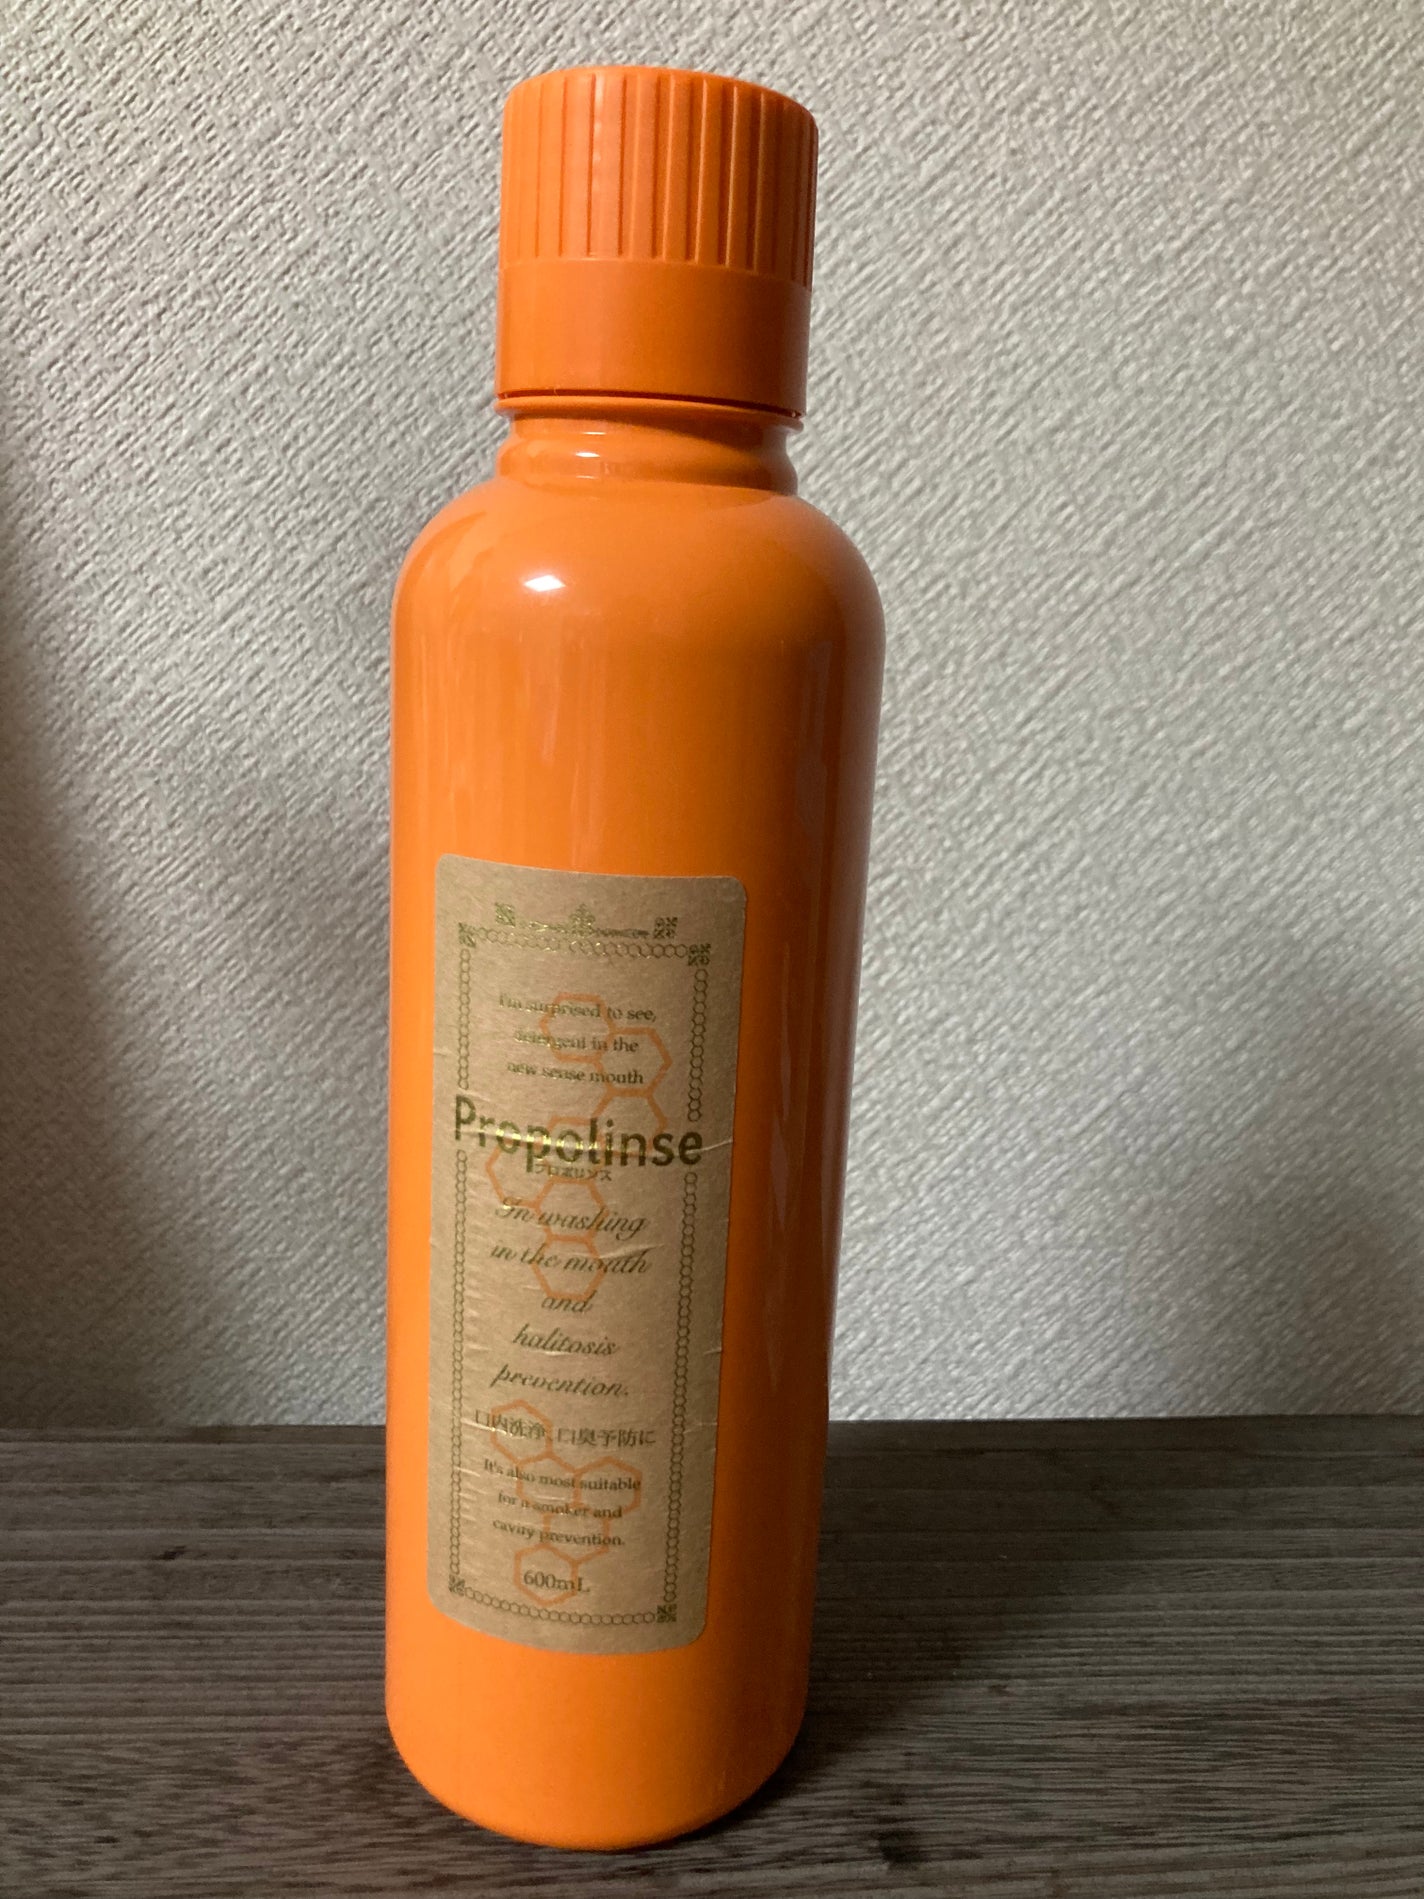 I'm surprised to see,
detergent in the
new sense mouth
Propolinse
プロポリンス
In washing
in the mouth
and
halitosis
prevention.
口内洗浄、口臭予防に
It's also most suitable
for a smoker and
cavity prevention.
600mL